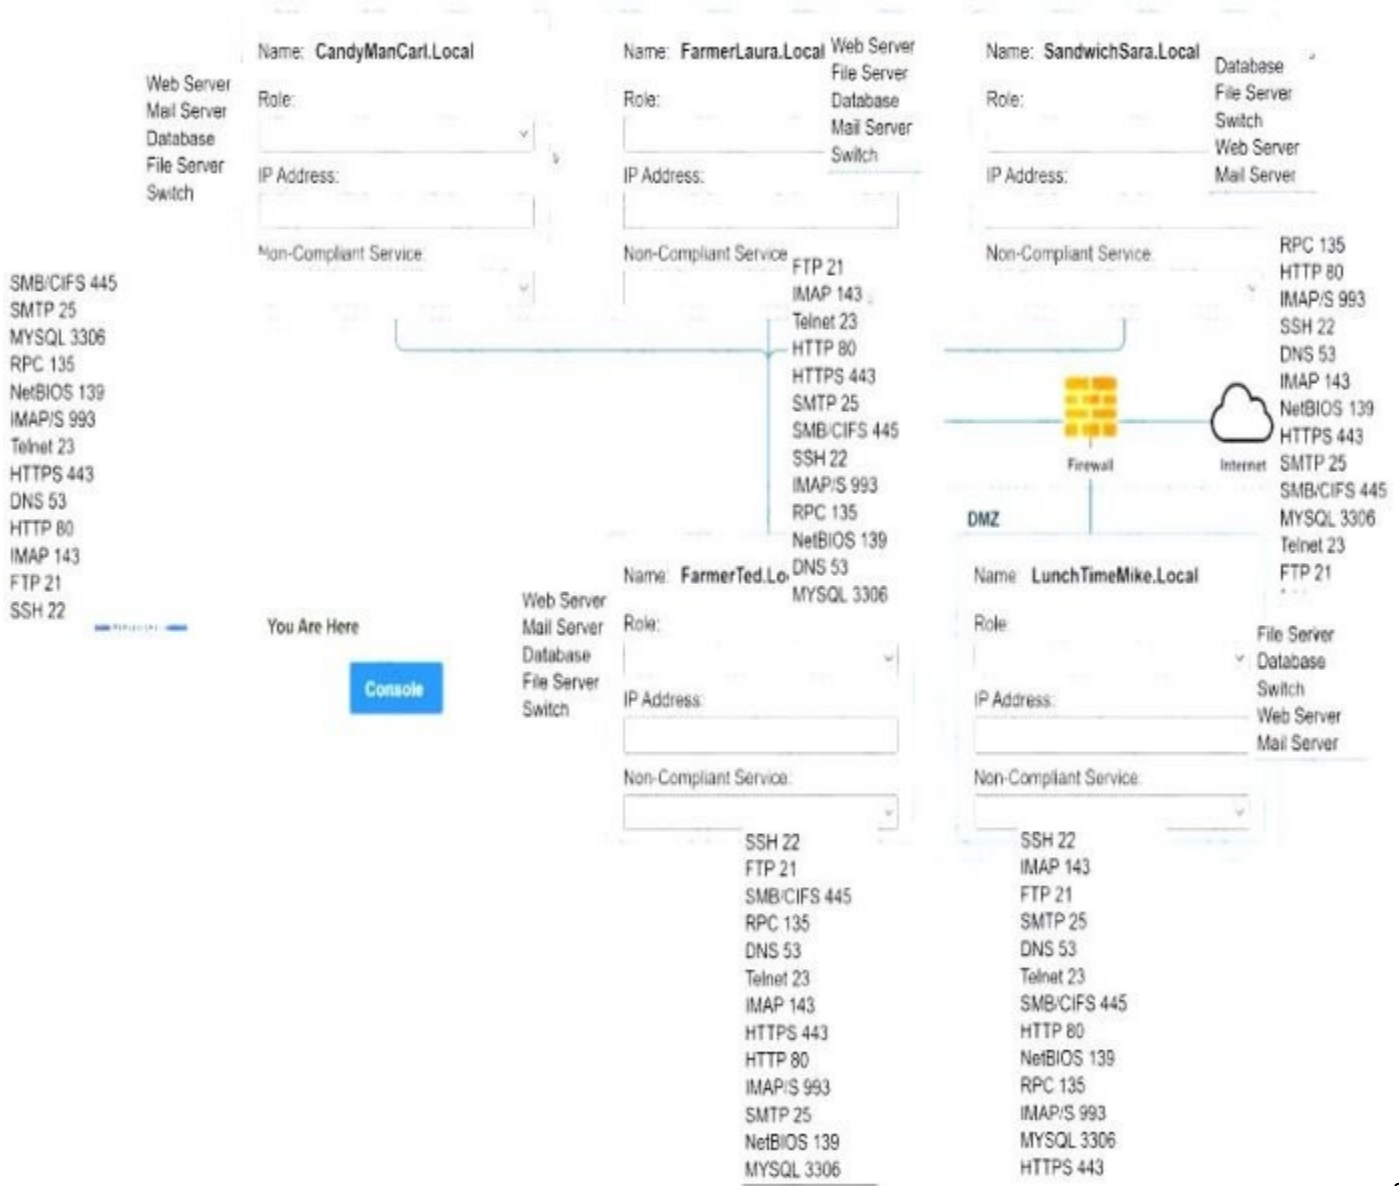 Name: CandyManCarl.Local
Role:
IP Address:
Non-Compliant Service:
Web Server
Mail Server
Database
File Server
Switch
SMB/CIFS 445
SMTP 25
MYSQL 3306
RPC 135
NetBIOS 139
IMAP/S 993
Telnet 23
HTTPS 443
DNS 53
HTTP 80
IMAP 143
FTP 21
SSH 22
Name: FarmerLaura.Local
Role:
IP Address:
Non-Compliant Service
Web Server
File Server
Database
Mail Server
Switch
FTP 21
IMAP 143
Telnet 23
HTTP 80
HTTPS 443
SMTP 25
SMB/CIFS 445
SSH 22
IMAP/S 993
RPC 135
NetBIOS 139
DNS 53
MYSQL 3306
Name: SandwichSara.Local
Role:
IP Address:
Non-Compliant Service:
Database
File Server
Switch
Web Server
Mail Server
RPC 135
HTTP 80
IMAP/S 993
SSH 22
DNS 53
IMAP 143
NetBIOS 139
HTTPS 443
SMTP 25
SMB/CIFS 445
MYSQL 3306
Telnet 23
FTP 21
Firewall
Internet
DMZ
You Are Here
Console
Name: FarmerTed.Lo
Role:
IP Address:
Non-Compliant Service:
Web Server
Mail Server
Database
File Server
Switch
SSH 22
FTP 21
SMB/CIFS 445
RPC 135
DNS 53
Telnet 23
IMAP 143
HTTPS 443
HTTP 80
IMAP/S 993
SMTP 25
NetBIOS 139
MYSQL 3306
Name: LunchTimeMike.Local
Role:
IP Address:
Non-Compliant Service:
File Server
Database
Switch
Web Server
Mail Server
SSH 22
IMAP 143
FTP 21
SMTP 25
DNS 53
Telnet 23
SMB/CIFS 445
HTTP 80
NetBIOS 139
RPC 135
IMAP/S 993
MYSQL 3306
HTTPS 443